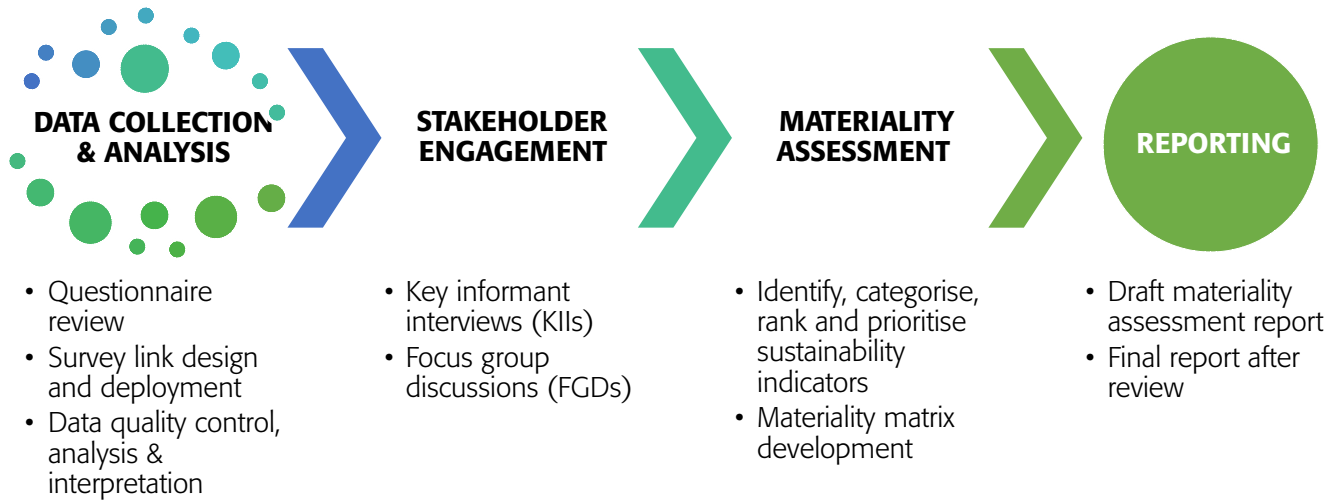 DATA COLLECTION
& ANALYSIS
• Questionnaire
review
• Survey link design
and deployment
• Data quality control,
analysis &
interpretation
STAKEHOLDER
ENGAGEMENT
• Key informant
interviews (KIIs)
• Focus group
discussions (FGDs)
MATERIALITY
ASSESSMENT
• Identify, categorise,
rank and prioritise
sustainability
indicators
• Materiality matrix
development
REPORTING
• Draft materiality
assessment report
• Final report after
review